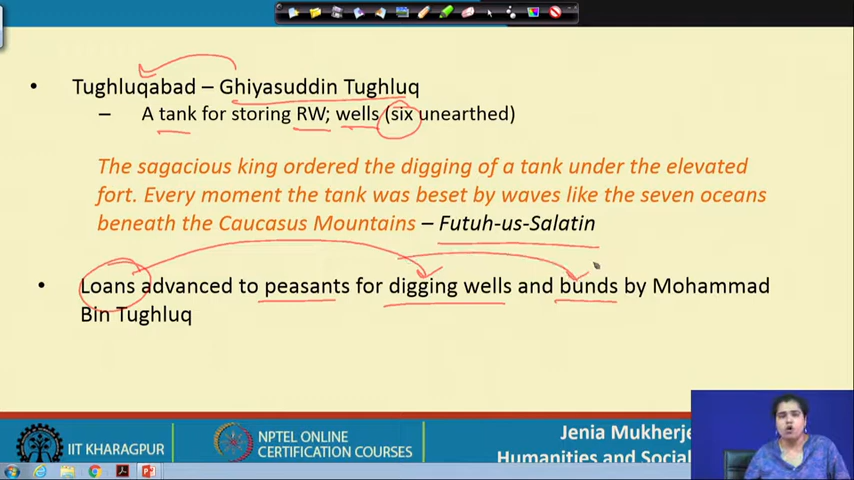 • Tughluqabad – Ghiyasuddin Tughluq
– A tank for storing RW; wells (six unearthed)
The sagacious king ordered the digging of a tank under the elevated
fort. Every moment the tank was beset by waves like the seven oceans
beneath the Caucasus Mountains – Futuh-us-Salatin
• Loans advanced to peasants for digging wells and bunds by Mohammad
Bin Tughluq
IIT KHARAGPUR
NPTEL ONLINE
CERTIFICATION COURSES
Jenia Mukherje
Humanities and Social